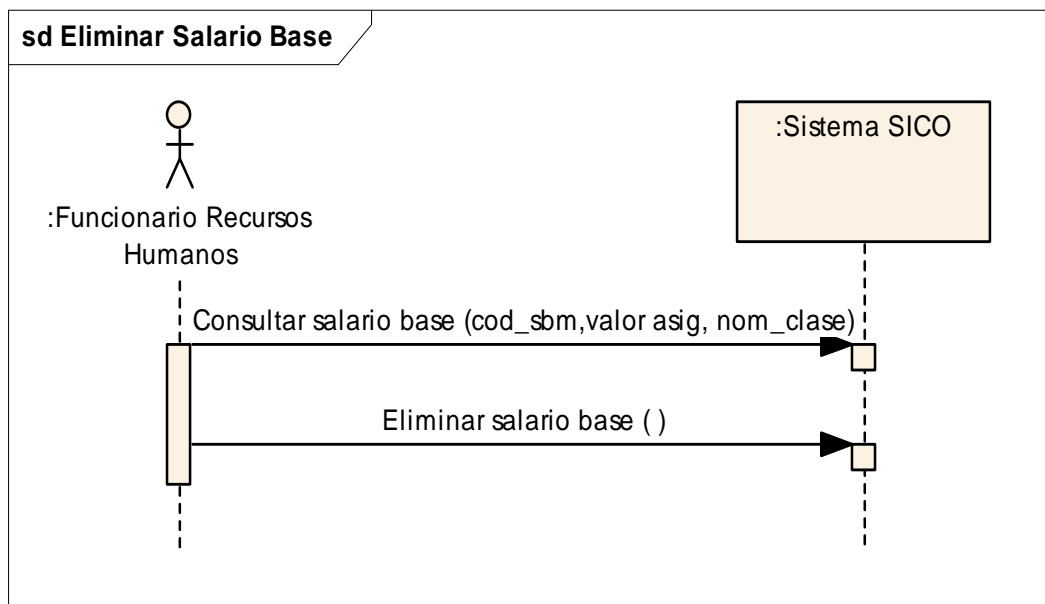 sd Eliminar Salario Base
:Funcionario Recursos
Humanos
:Sistema SICO
Consultar salario base (cod_sbm,valor asig, nom_clase)
Eliminar salario base ( )